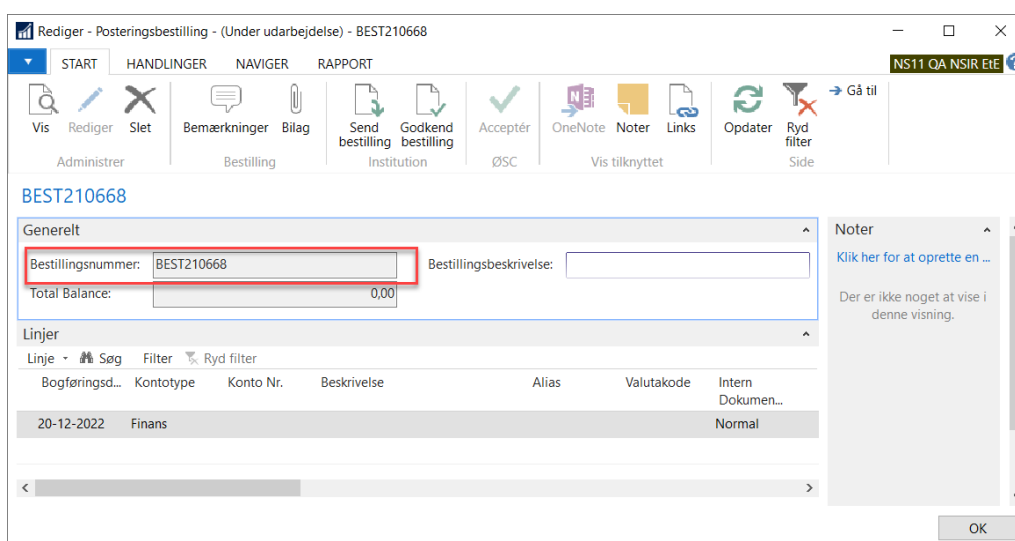 Rediger - Posteringsbestilling - (Under udarbejdelse) - BEST210668
START HANDLINGER NAVIGER RAPPORT NS11 QA NSIR EtE
Vis Rediger Slet Bemærkninger Bilag Send bestilling Godkend bestilling Acceptér OneNote Noter Links Opdater Ryd filter Gå til
Administrer Bestilling Institution ØSC Vis tilknyttet Side
BEST210668
Generelt
Bestillingsnummer: BEST210668 Bestillingsbeskrivelse:
Total Balance: 0,00
Linjer
Linje Søg Filter Ryd filter
Bogføringsd... Kontotype Konto Nr. Beskrivelse Alias Valutakode Intern Dokumen...
20-12-2022 Finans Normal
Noter
Klik her for at oprette en ...
Der er ikke noget at vise i
denne visning.
OK